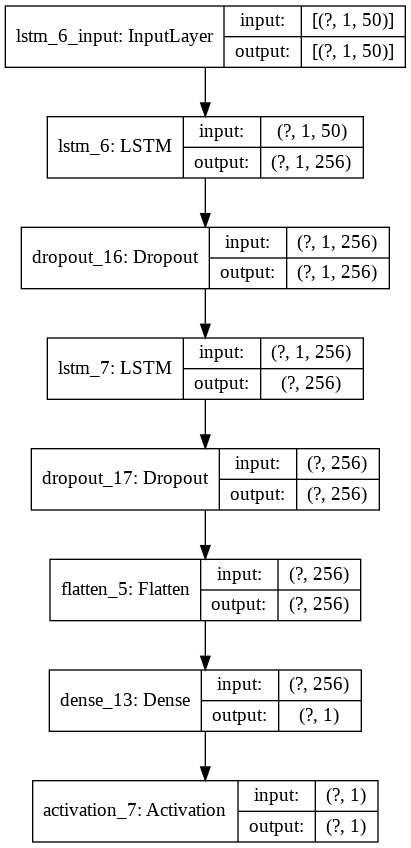 lstm_6_input: InputLayer
input: [(?, 1, 50)]
output: [(?, 1, 50)]
lstm_6: LSTM
input: (?, 1, 50)
output: (?, 1, 256)
dropout_16: Dropout
input: (?, 1, 256)
output: (?, 1, 256)
lstm_7: LSTM
input: (?, 1, 256)
output: (?, 256)
dropout_17: Dropout
input: (?, 256)
output: (?, 256)
flatten_5: Flatten
input: (?, 256)
output: (?, 256)
dense_13: Dense
input: (?, 256)
output: (?, 1)
activation_7: Activation
input: (?, 1)
output: (?, 1)